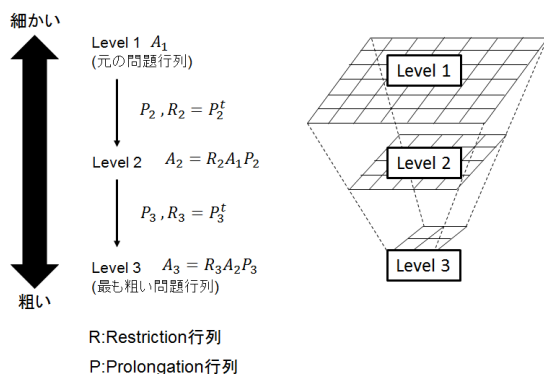 細かい
Level 1 A₁
(元の問題行列)
P₂ , R₂ = P₂ᵗ
Level 2 A₂ = R₂A₁P₂
P₃ , R₃ = P₃ᵗ
Level 3 A₃ = R₃A₂P₃
(最も粗い問題行列)
粗い
R:Restriction行列
P:Prolongation行列
Level 1
Level 2
Level 3